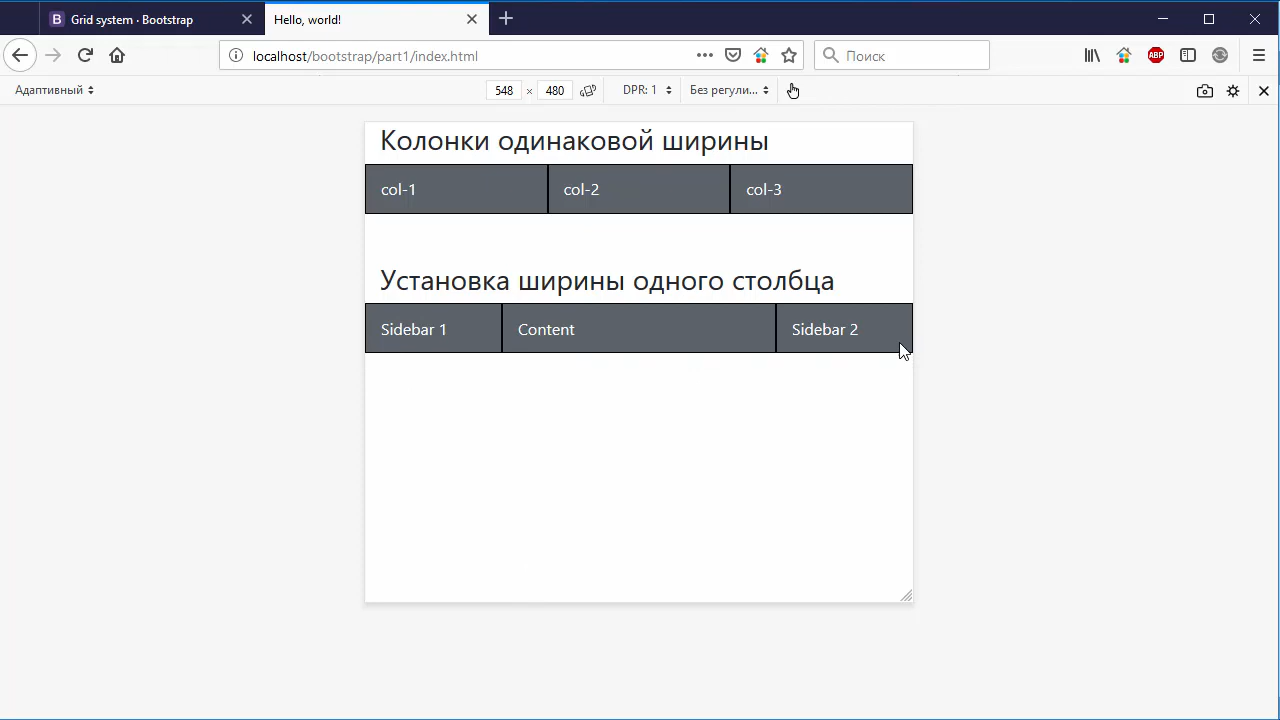 Grid system · Bootstrap
Hello, world!
localhost/bootstrap/part1/index.html
Поиск
ABP
Адаптивный
548 × 480
DPR: 1
Без регули...
Колонки одинаковой ширины
col-1 col-2 col-3
Установка ширины одного столбца
Sidebar 1 Content Sidebar 2